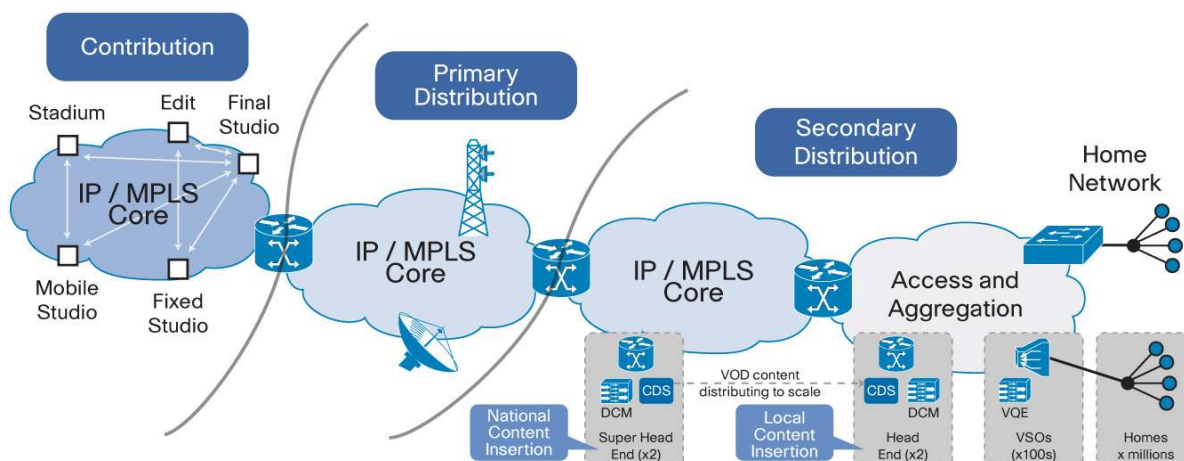 Contribution
Stadium
Edit
Final
Studio
IP / MPLS
Core
Mobile
Studio
Fixed
Studio
Primary
Distribution
IP / MPLS
Core
Secondary
Distribution
IP / MPLS
Core
Access and
Aggregation
Home
Network
VOD content
distributing to scale
CDS
DCM
Super Head
End (x2)
National
Content
Insertion
CDS
DCM
Head
End (x2)
Local
Content
Insertion
VQE
VSOs
(x100s)
Homes
x millions